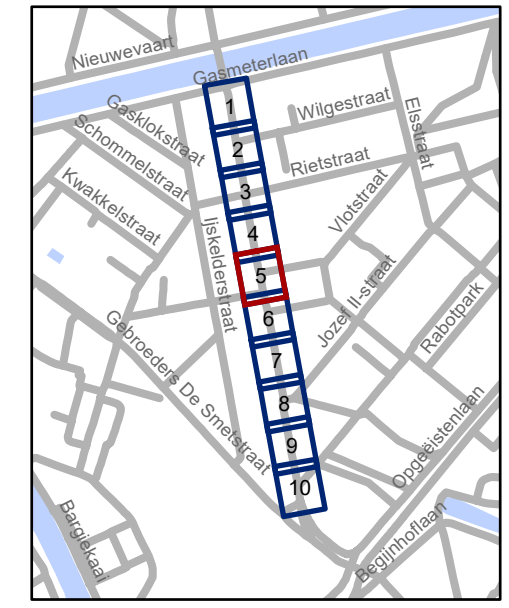 Nieuwevaart
Gasmeterlaan
Gasklokstraat
Schommelstraat
Kwakkelstraat
Wilgestraat
Elsstraat
Rietstraat
Vlotstraat
Ijskelderstraat
Jozef II-straat
Rabotpark
Gebroeders De Smetstraat
Opgeëistenlaan
Begijnhoflaan
Bargiekaai
1
2
3
4
5
6
7
8
9
10